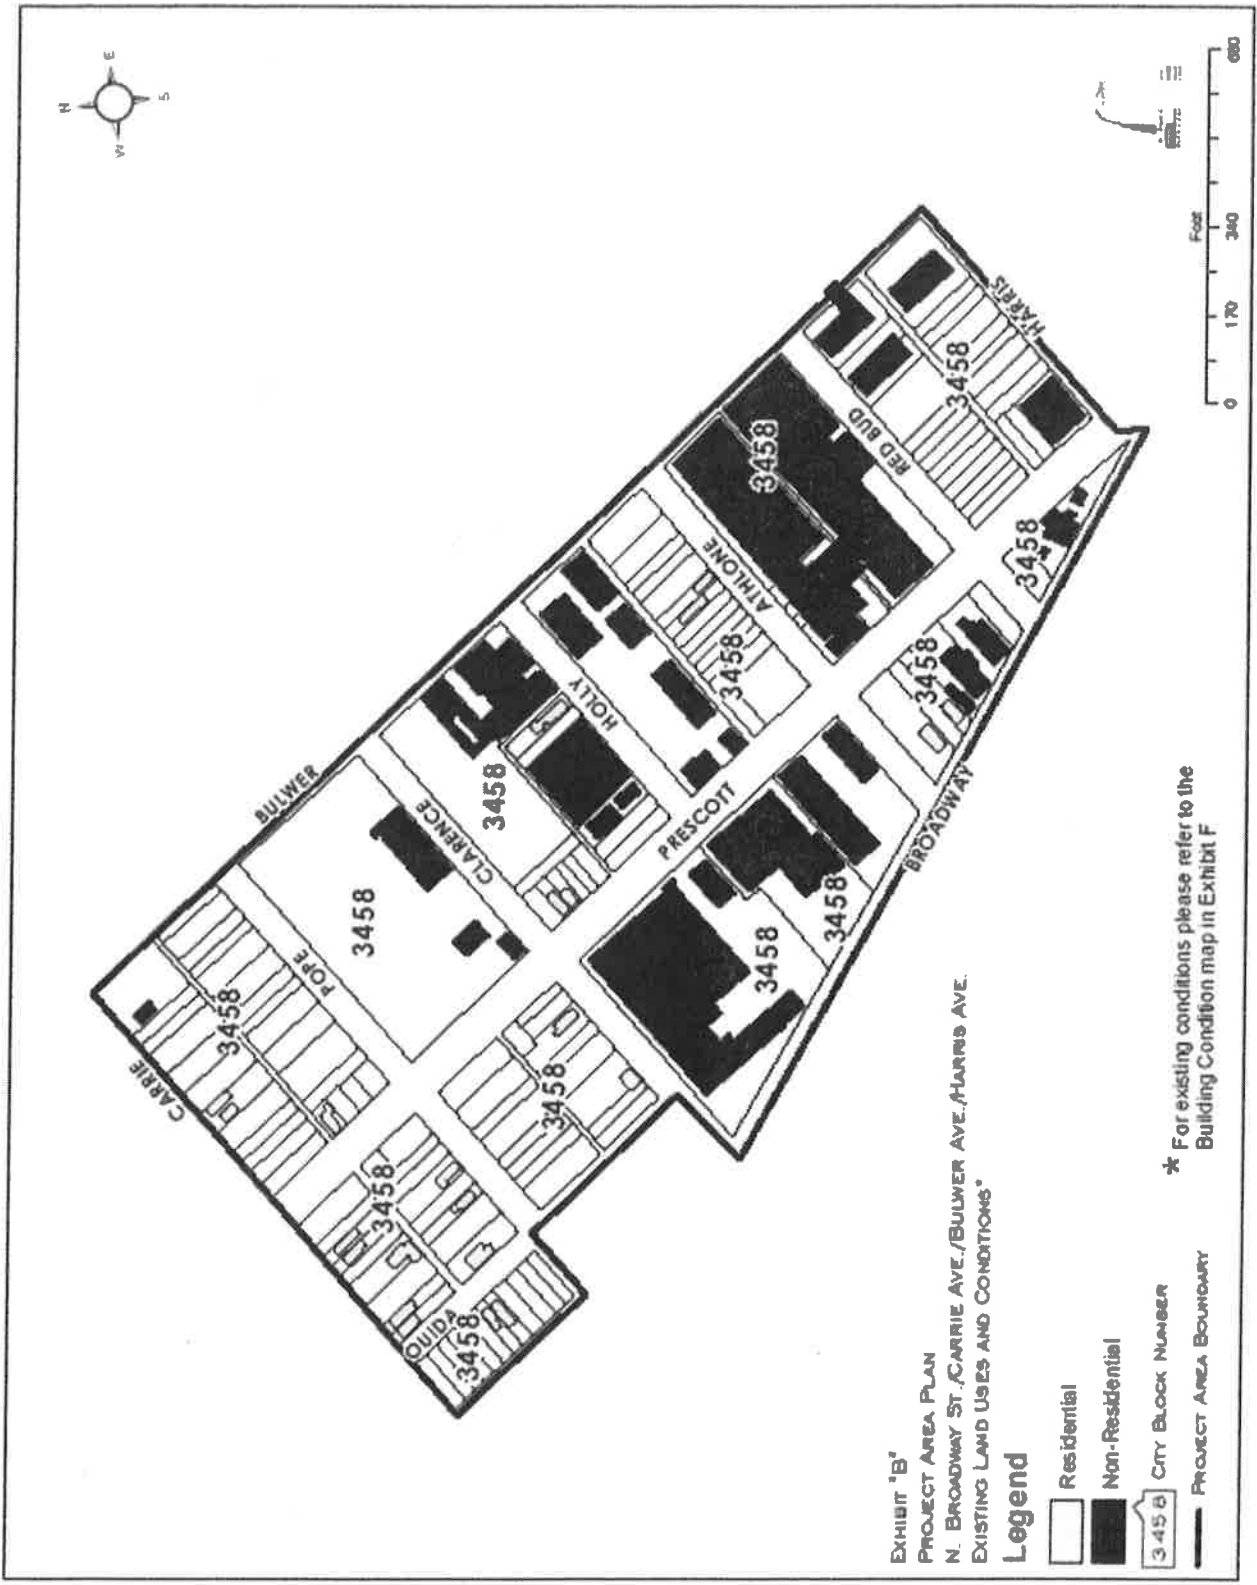 N
E
S
W
BULWER
CARRIE
POPE
CLARENCE
HOLLY
ATHLONE
RED BUD
HARRIS
PRESCOTT
BROADWAY
OUIDA
3458
3458
3458
3458
3458
3458
3458
3458
3458
3458
3458
3458
3458
3458
EXHIBIT "B"
PROJECT AREA PLAN
N. BROADWAY ST./CARRIE AVE./BULWER AVE./HARRIS AVE.
EXISTING LAND USES AND CONDITIONS*
Legend
Residential
Non-Residential
3458 CITY BLOCK NUMBER
PROJECT AREA BOUNDARY
* For existing conditions please refer to the
Building Condition map in Exhibit F
Feet
0 170 340 680